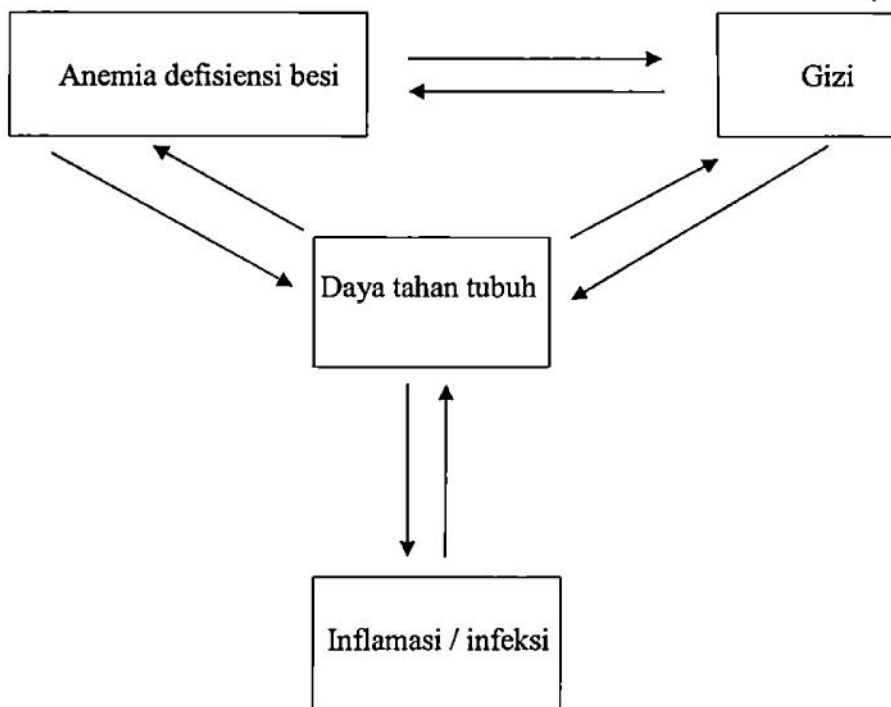 Anemia defisiensi besi
Gizi
Daya tahan tubuh
Inflamasi / infeksi